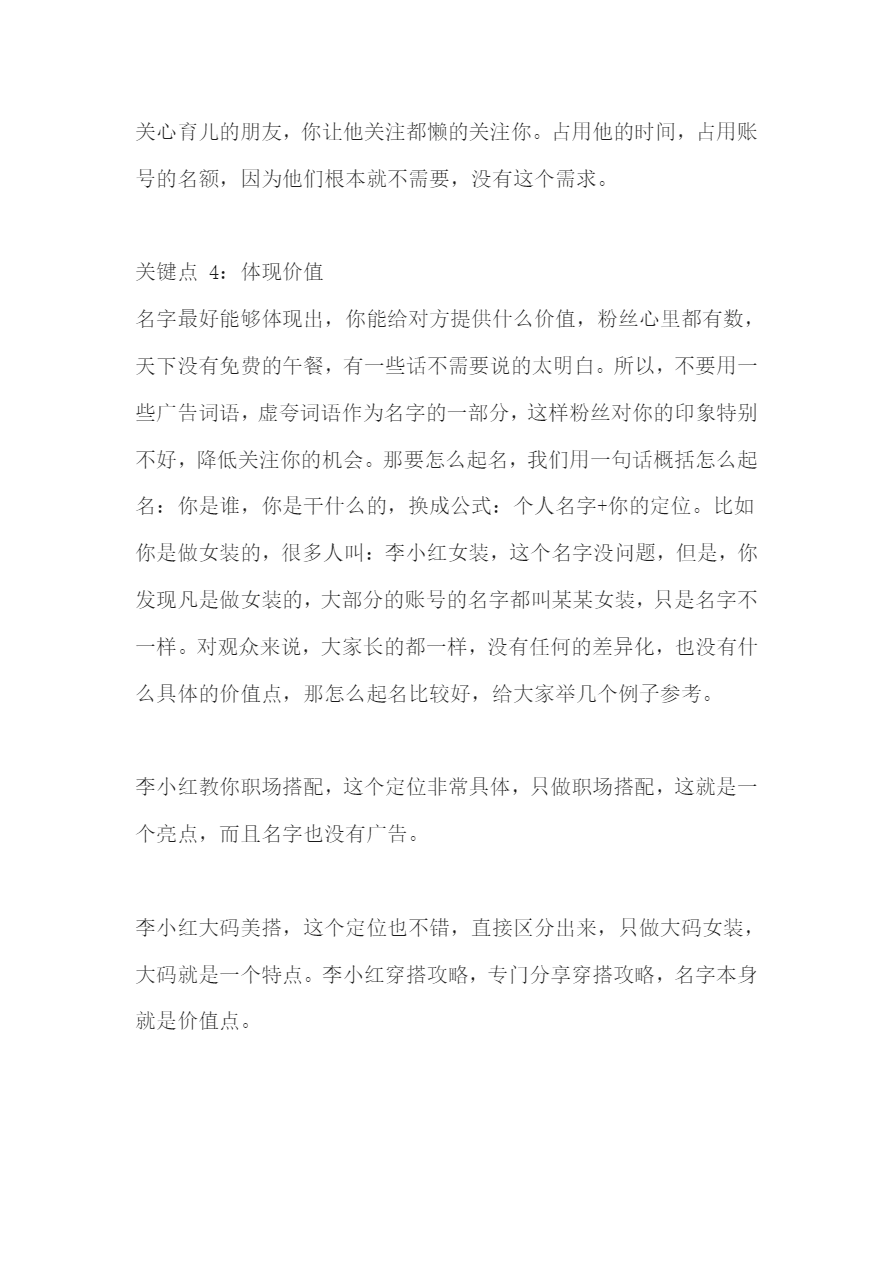 关心育儿的朋友，你让他关注都懒的关注你。占用他的时间，占用账
号的名额，因为他们根本就不需要，没有这个需求。
关键点 4：体现价值
名字最好能够体现出，你能给对方提供什么价值，粉丝心里都有数，
天下没有免费的午餐，有一些话不需要说的太明白。所以，不要用一
些广告词语，虚夸词语作为名字的一部分，这样粉丝对你的印象特别
不好，降低关注你的机会。那要怎么起名，我们用一句话概括怎么起
名：你是谁，你是干什么的，换成公式：个人名字+你的定位。比如
你是做女装的，很多人叫：李小红女装，这个名字没问题，但是，你
发现凡是做女装的，大部分的账号的名字都叫某某女装，只是名字不
一样。对观众来说，大家长的都一样，没有任何的差异化，也没有什
么具体的价值点，那怎么起名比较好，给大家举几个例子参考。
李小红教你职场搭配，这个定位非常具体，只做职场搭配，这就是一
个亮点，而且名字也没有广告。
李小红大码美搭，这个定位也不错，直接区分出来，只做大码女装，
大码就是一个特点。李小红穿搭攻略，专门分享穿搭攻略，名字本身
就是价值点。